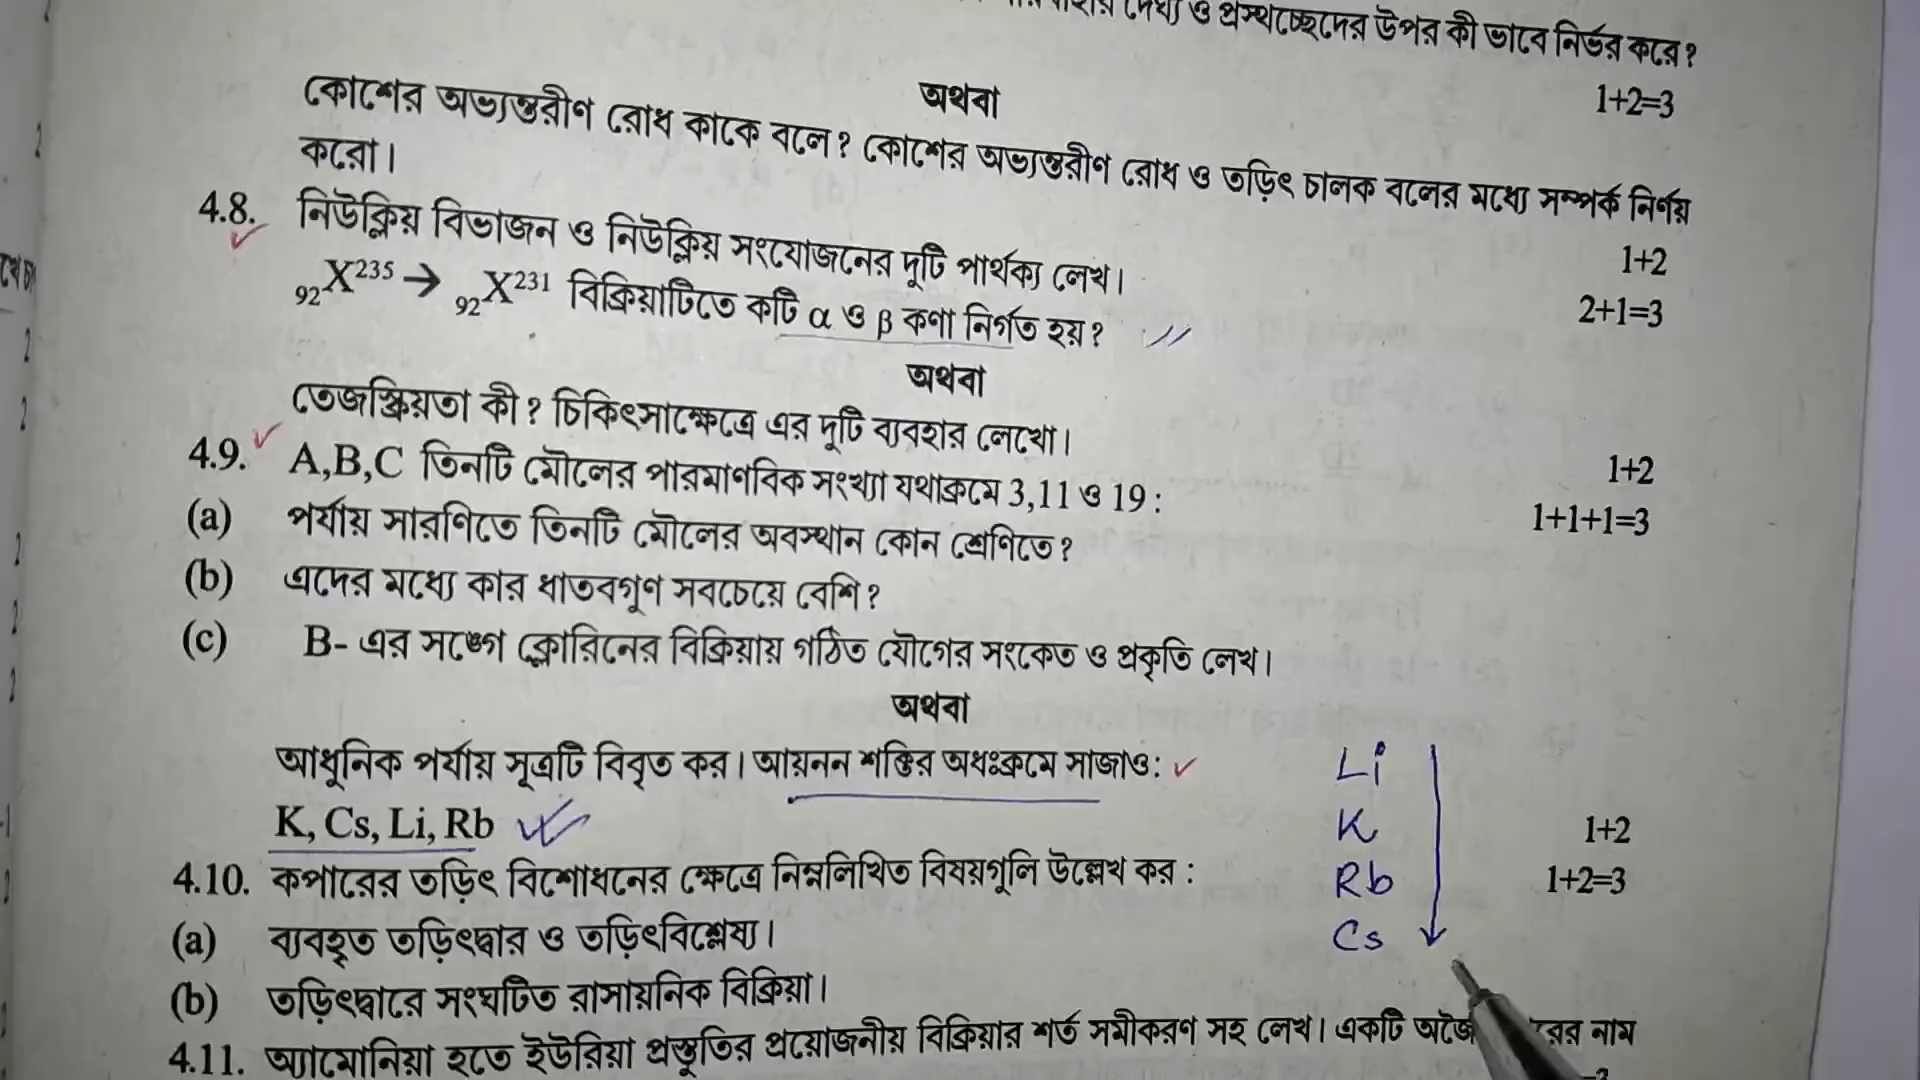 ও প্রস্থচ্ছেদের উপর কী ভাবে নির্ভর করে?
1+2=3
অথবা
কোশের অভ্যন্তরীণ রোধ কাকে বলে? কোশের অভ্যন্তরীণ রোধ ও তড়িৎ চালক বলের মধ্যে সম্পর্ক নির্ণয়
করো।
1+2
4.8. নিউক্লিয় বিভাজন ও নিউক্লিয় সংযোজনের দুটি পার্থক্য লেখ।
2+1=3
₉₂X²³⁵ → ₉₂X²³¹ বিক্রিয়াটিতে কটি α ও β কণা নির্গত হয়?
অথবা
তেজস্ক্রিয়তা কী? চিকিৎসাক্ষেত্রে এর দুটি ব্যবহার লেখো।
1+2
4.9. A,B,C তিনটি মৌলের পারমাণবিক সংখ্যা যথাক্রমে 3,11 ও 19 :
1+1+1=3
(a) পর্যায় সারণিতে তিনটি মৌলের অবস্থান কোন শ্রেণিতে?
(b) এদের মধ্যে কার ধাতবগুণ সবচেয়ে বেশি?
(c) B- এর সঙ্গে ক্লোরিনের বিক্রিয়ায় গঠিত যৌগের সংকেত ও প্রকৃতি লেখ।
অথবা
আধুনিক পর্যায় সূত্রটি বিবৃত কর। আয়নন শক্তির অধঃক্রমে সাজাও:
K, Cs, Li, Rb
1+2
Li
K
Rb
Cs
4.10. কপারের তড়িৎ বিশোধনের ক্ষেত্রে নিম্নলিখিত বিষয়গুলি উল্লেখ কর :
1+2=3
(a) ব্যবহৃত তড়িৎদ্বার ও তড়িৎবিশ্লেষ্য।
(b) তড়িৎদ্বারে সংঘটিত রাসায়নিক বিক্রিয়া।
4.11. অ্যামোনিয়া হতে ইউরিয়া প্রস্তুতির প্রয়োজনীয় বিক্রিয়ার শর্ত সমীকরণ সহ লেখ। একটি নাম